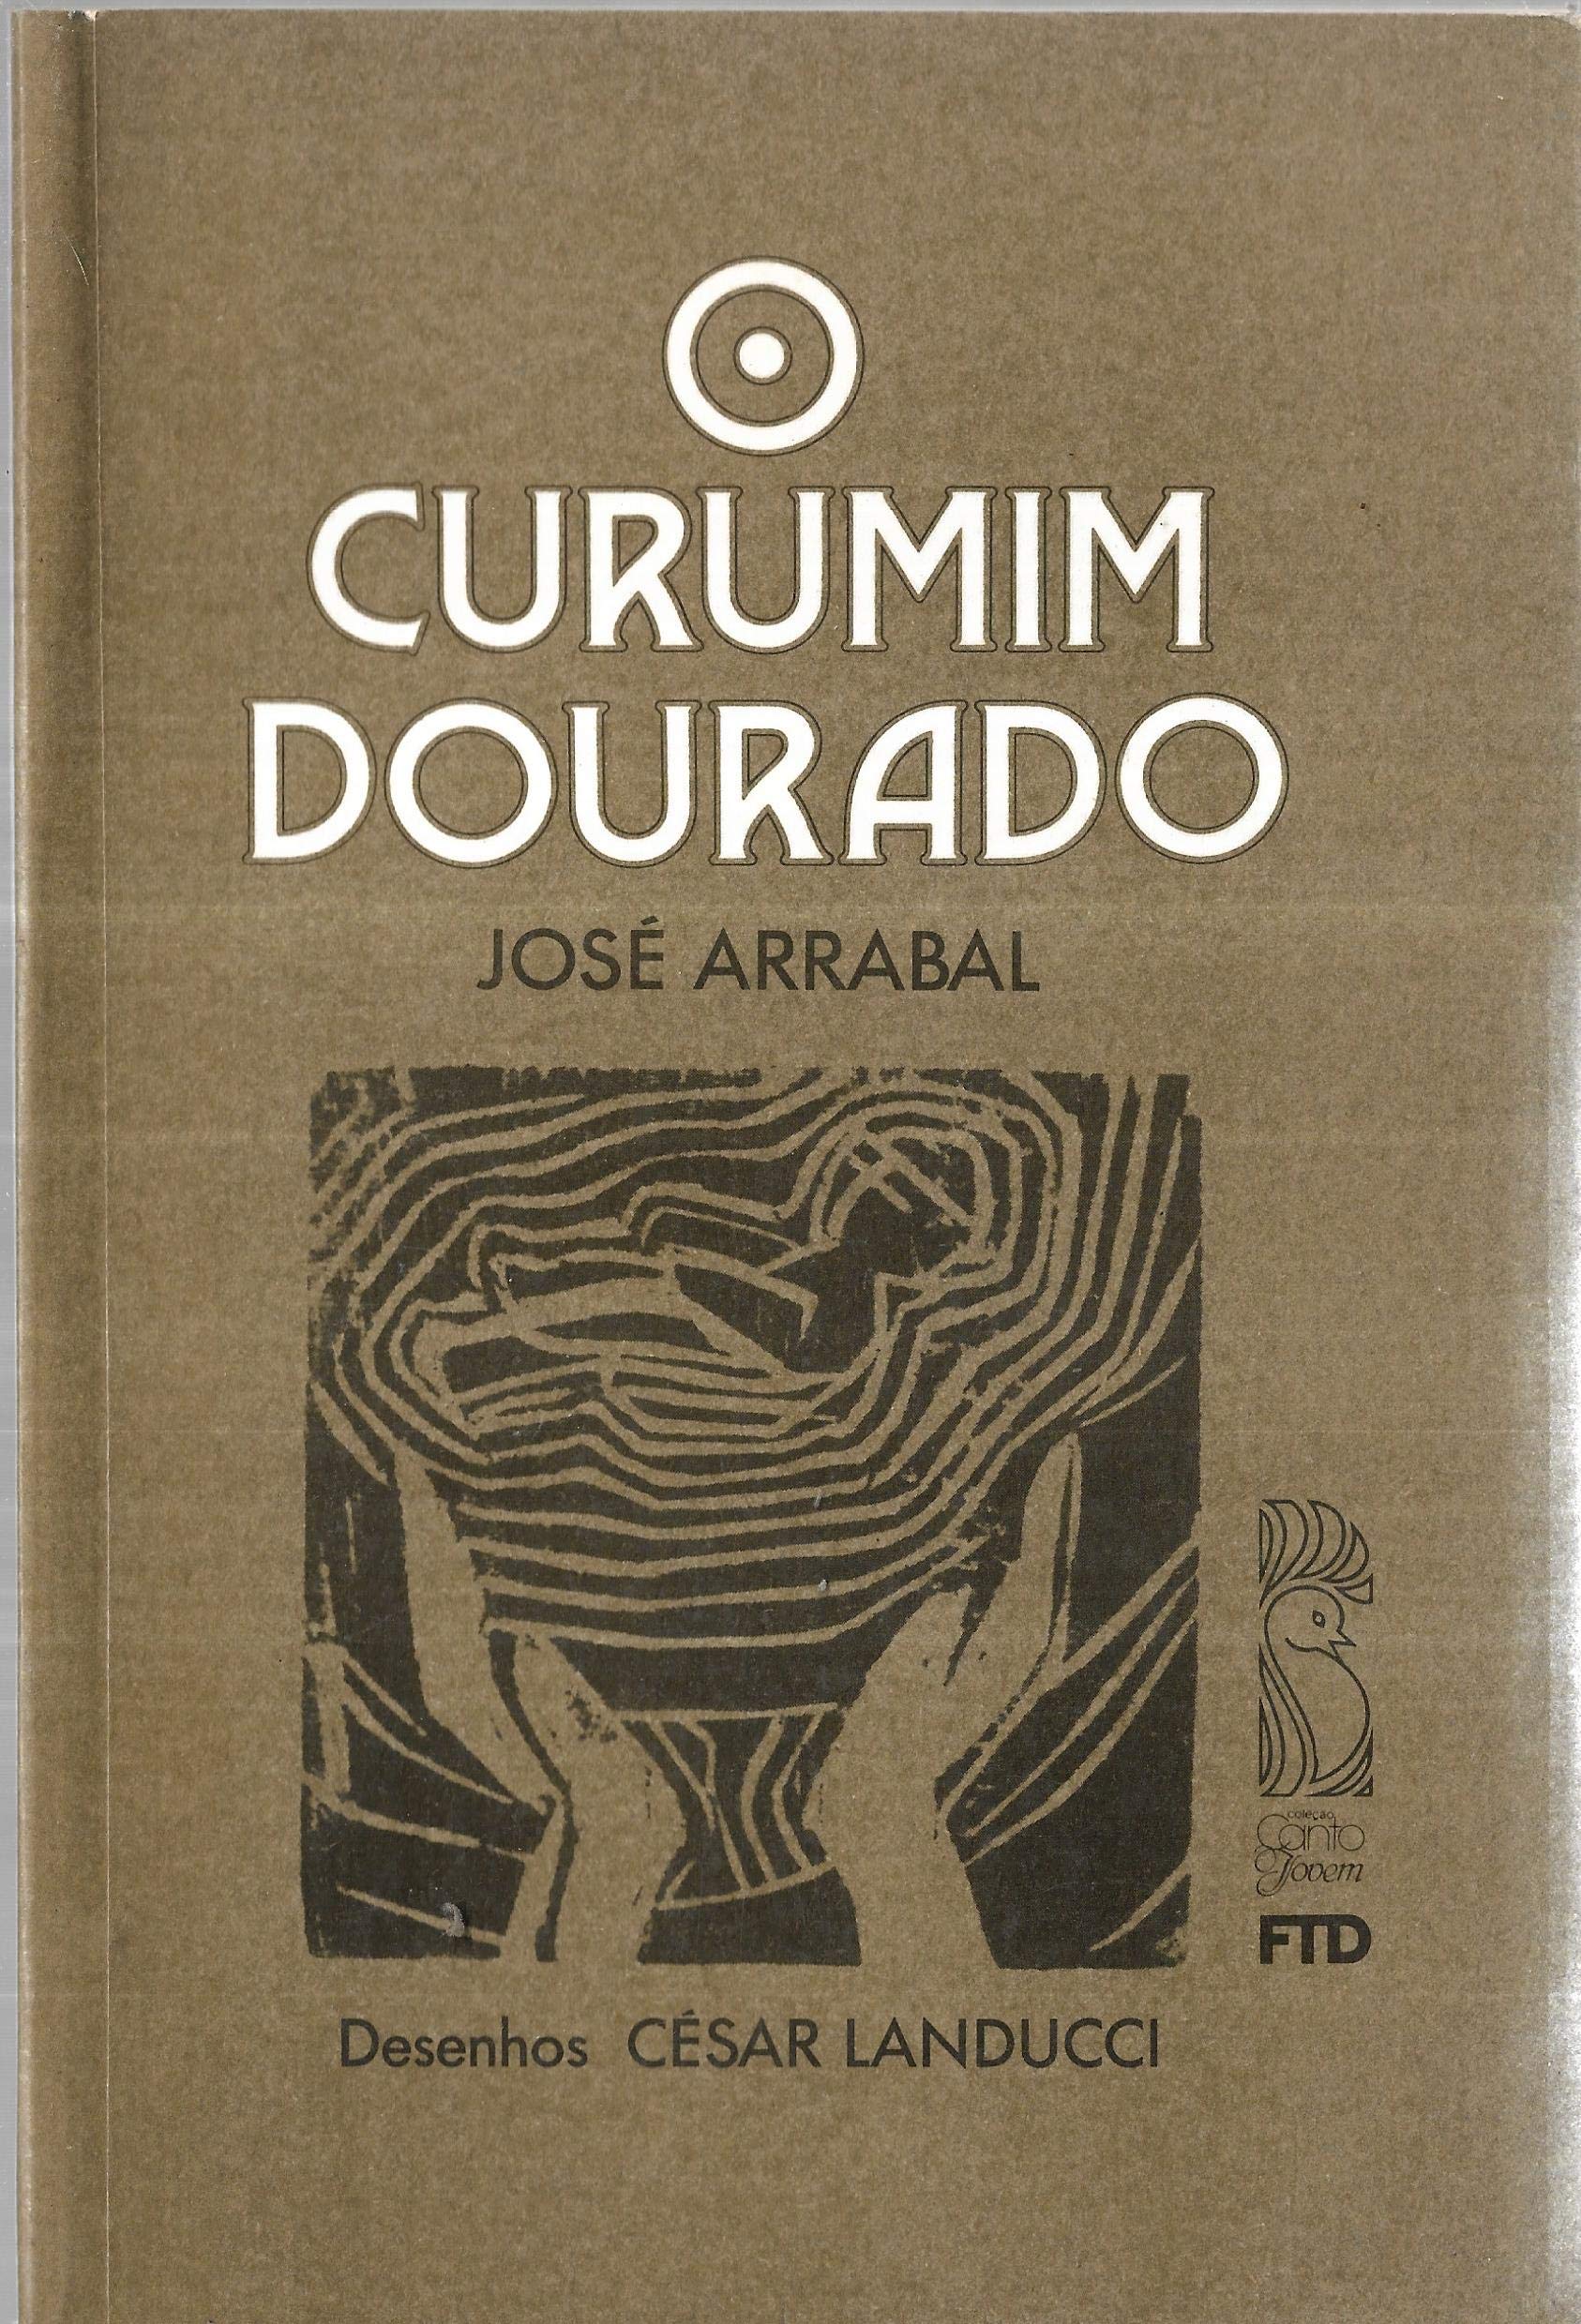 O
CURUMIM
DOURADO
JOSÉ ARRABAL
coleção
Canto
Jovem
FTD
Desenhos CÉSAR LANDUCCI